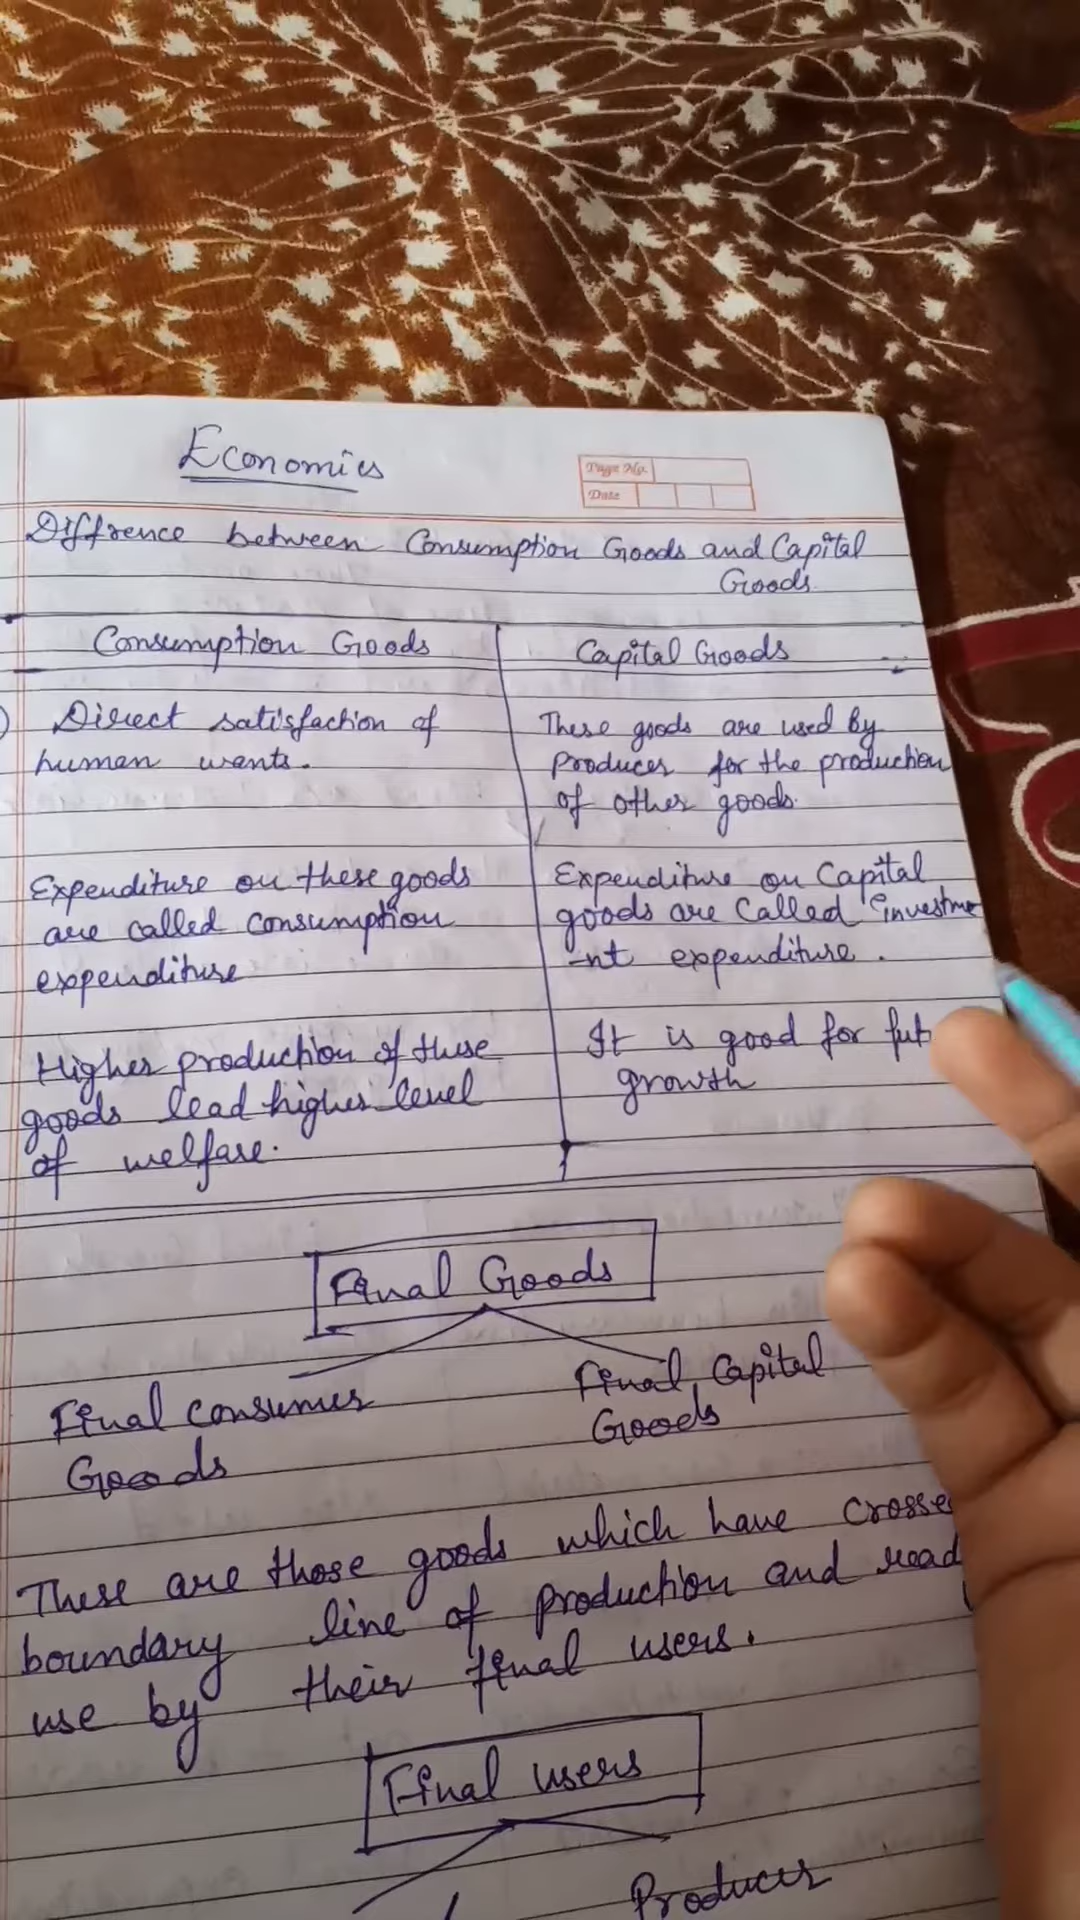 Economics
Page No.
Date
Diffrence between Consumption Goods and Capital
Goods
Consumption Goods
Capital Goods
Direct satisfaction of
human wants.
These goods are used by
Producer for the production
of other goods.
Expenditure on these goods
are called consumption
expenditure
Expenditure on Capital
goods are called investme
-nt expenditure.
Higher production of these
goods lead higher level
of welfare.
It is good for fut
growth
Final Goods
Final consumer
Goods
Final Capital
Goods
These are those goods which have crosse
boundary line of production and read
use by their final users.
Final users
Producer